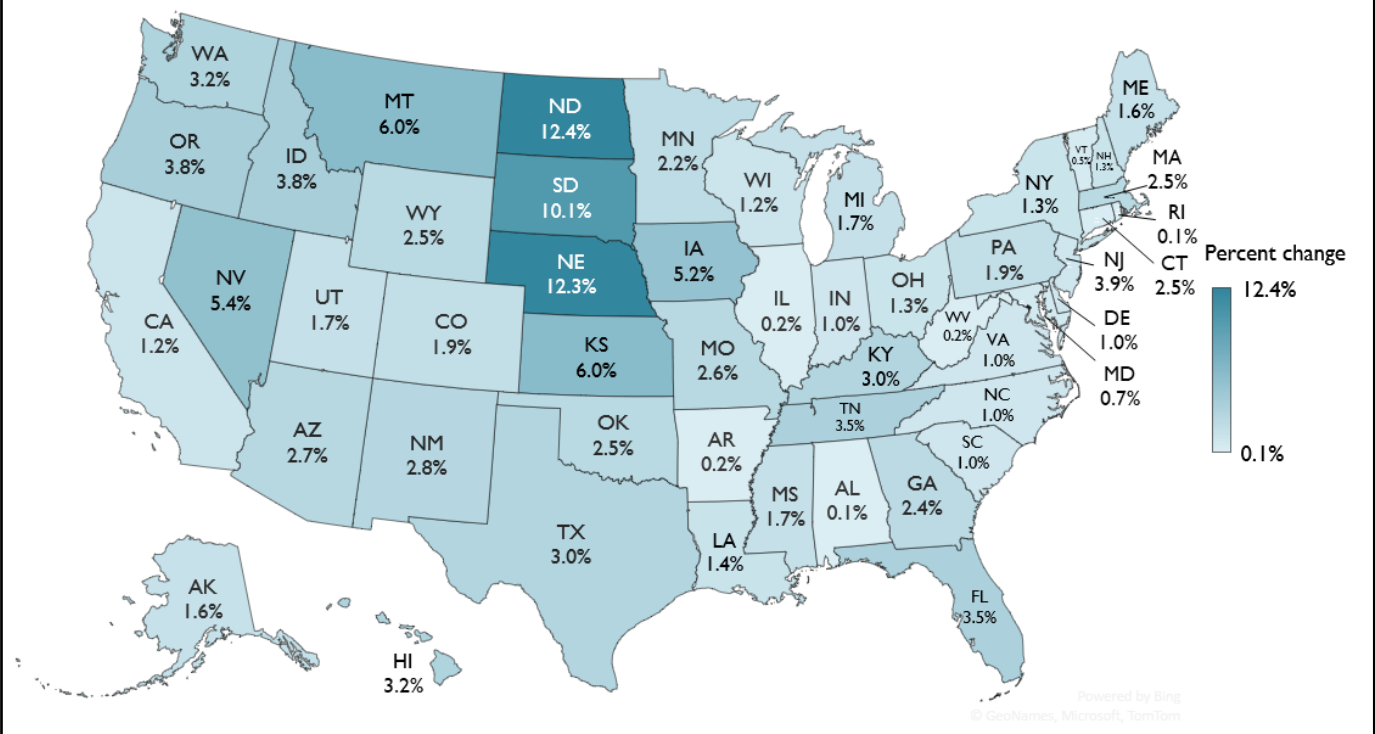 WA
3.2%
OR
3.8%
ID
3.8%
MT
6.0%
ND
12.4%
SD
10.1%
NE
12.3%
WY
2.5%
NV
5.4%
UT
1.7%
CO
1.9%
CA
1.2%
AZ
2.7%
NM
2.8%
KS
6.0%
OK
2.5%
TX
3.0%
MN
2.2%
IA
5.2%
MO
2.6%
AR
0.2%
LA
1.4%
WI
1.2%
MI
1.7%
IL
0.2%
IN
1.0%
OH
1.3%
KY
3.0%
TN
3.5%
MS
1.7%
AL
0.1%
GA
2.4%
FL
3.5%
SC
1.0%
NC
1.0%
VA
1.0%
WV
0.2%
PA
1.9%
NY
1.3%
VT
0.5%
NH
1.3%
ME
1.6%
MA
2.5%
RI
0.1%
CT
2.5%
NJ
3.9%
DE
1.0%
MD
0.7%
AK
1.6%
HI
3.2%
Percent change
12.4%
0.1%
Powered by Bing
© GeoNames, Microsoft, TomTom